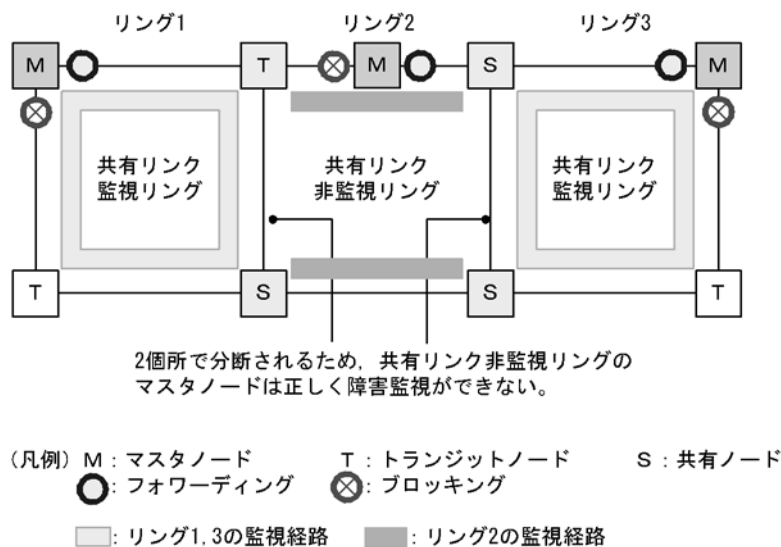 リング1 リング2 リング3
M T M S M
共有リンク
監視リング
共有リンク
非監視リング
共有リンク
監視リング
T S S T
2個所で分断されるため，共有リンク非監視リングの
マスタノードは正しく障害監視ができない。
（凡例） M：マスタノード T：トランジットノード S：共有ノード
：フォワーディング ：ブロッキング
：リング1,3の監視経路 ：リング2の監視経路